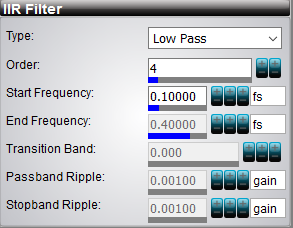 IIR Filter
Type: Low Pass
Order: 4
Start Frequency: 0.10000 fs
End Frequency: 0.40000 fs
Transition Band: 0.000
Passband Ripple: 0.00100 gain
Stopband Ripple: 0.00100 gain